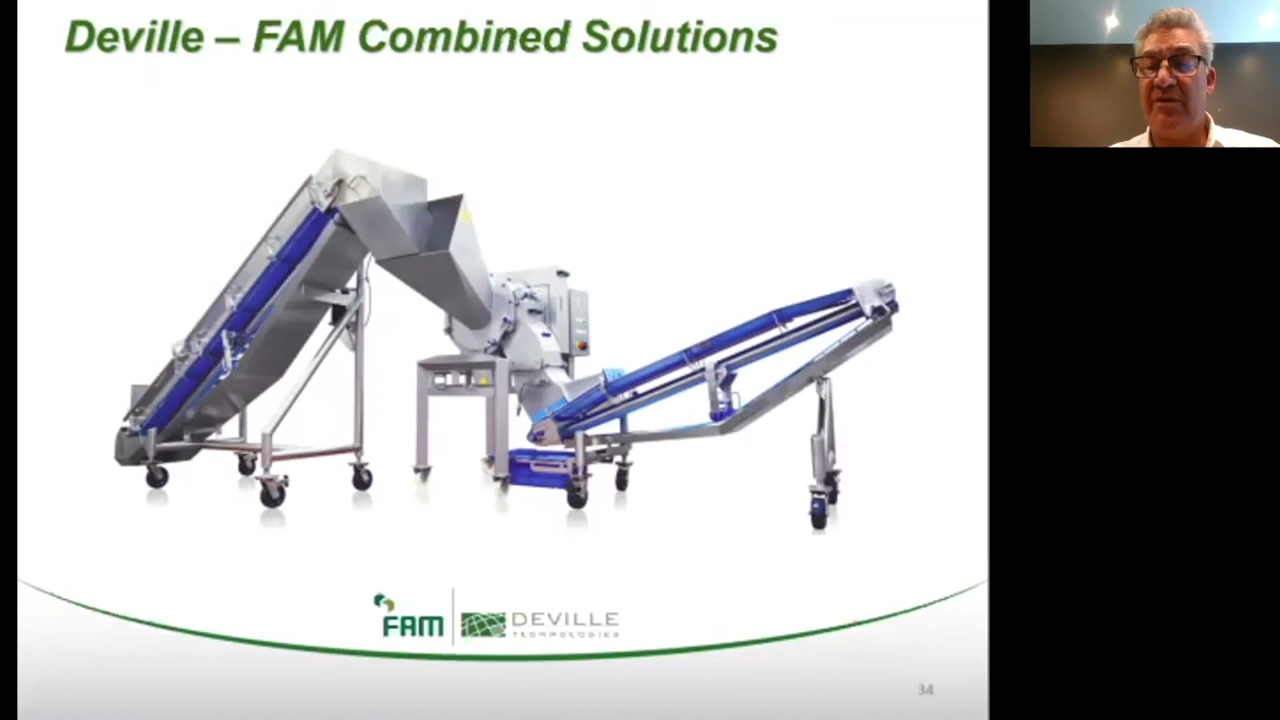 Deville – FAM Combined Solutions
FAM
DEVILLE
TECHNOLOGIES
34